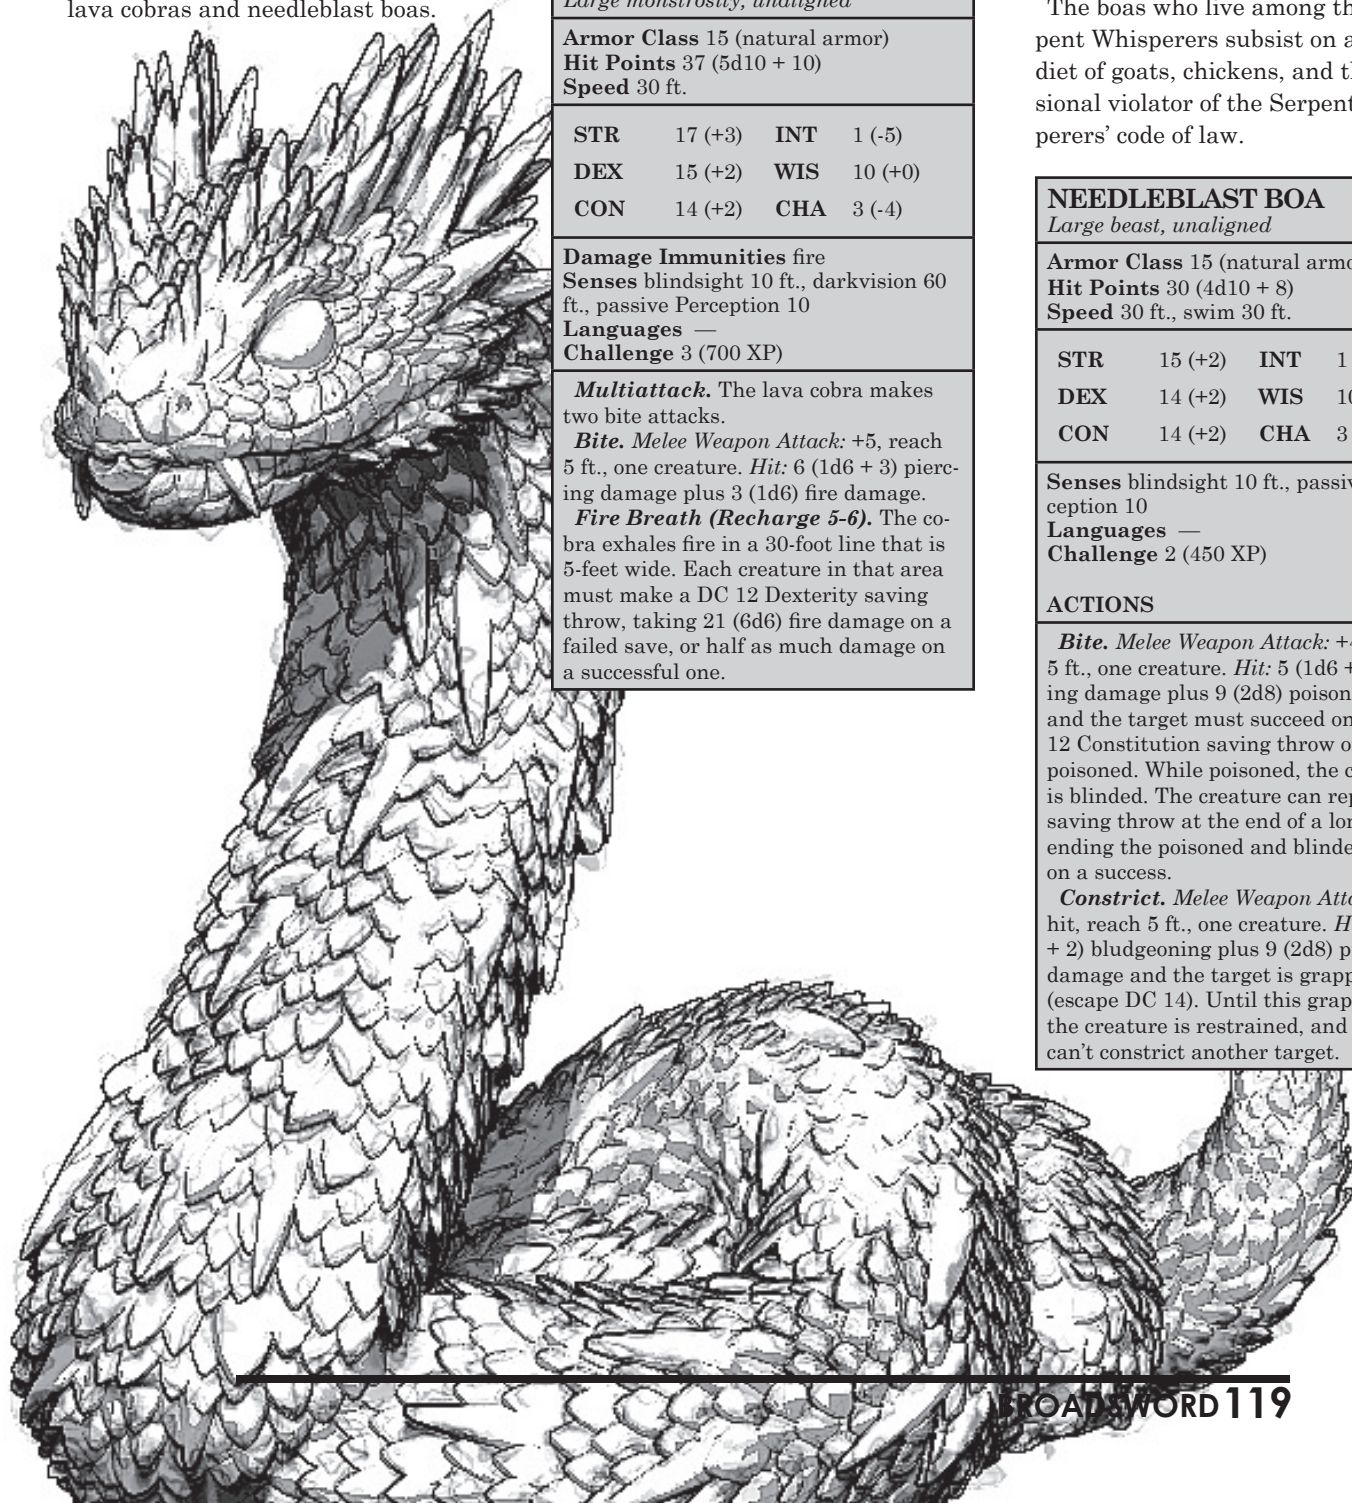 lava cobras and needleblast boas.
Large monstrosity, unaligned
Armor Class 15 (natural armor)
Hit Points 37 (5d10 + 10)
Speed 30 ft.
STR 17 (+3) INT 1 (-5)
DEX 15 (+2) WIS 10 (+0)
CON 14 (+2) CHA 3 (-4)
Damage Immunities fire
Senses blindsight 10 ft., darkvision 60
ft., passive Perception 10
Languages —
Challenge 3 (700 XP)
Multiattack. The lava cobra makes
two bite attacks.
Bite. Melee Weapon Attack: +5, reach
5 ft., one creature. Hit: 6 (1d6 + 3) pierc-
ing damage plus 3 (1d6) fire damage.
Fire Breath (Recharge 5-6). The co-
bra exhales fire in a 30-foot line that is
5-feet wide. Each creature in that area
must make a DC 12 Dexterity saving
throw, taking 21 (6d6) fire damage on a
failed save, or half as much damage on
a successful one.
The boas who live among th
pent Whisperers subsist on a
diet of goats, chickens, and th
sional violator of the Serpent
perers’ code of law.
NEEDLEBLAST BOA
Large beast, unaligned
Armor Class 15 (natural armo
Hit Points 30 (4d10 + 8)
Speed 30 ft., swim 30 ft.
STR 15 (+2) INT 1
DEX 14 (+2) WIS 10
CON 14 (+2) CHA 3
Senses blindsight 10 ft., passiv
ception 10
Languages —
Challenge 2 (450 XP)
ACTIONS
Bite. Melee Weapon Attack: +4
5 ft., one creature. Hit: 5 (1d6 +
ing damage plus 9 (2d8) poison
and the target must succeed on
12 Constitution saving throw o
poisoned. While poisoned, the c
is blinded. The creature can rep
saving throw at the end of a lon
ending the poisoned and blinde
on a success.
Constrict. Melee Weapon Atta
hit, reach 5 ft., one creature. H
+ 2) bludgeoning plus 9 (2d8) p
damage and the target is grapp
(escape DC 14). Until this grap
the creature is restrained, and
can’t constrict another target.
BROADSWORD 119